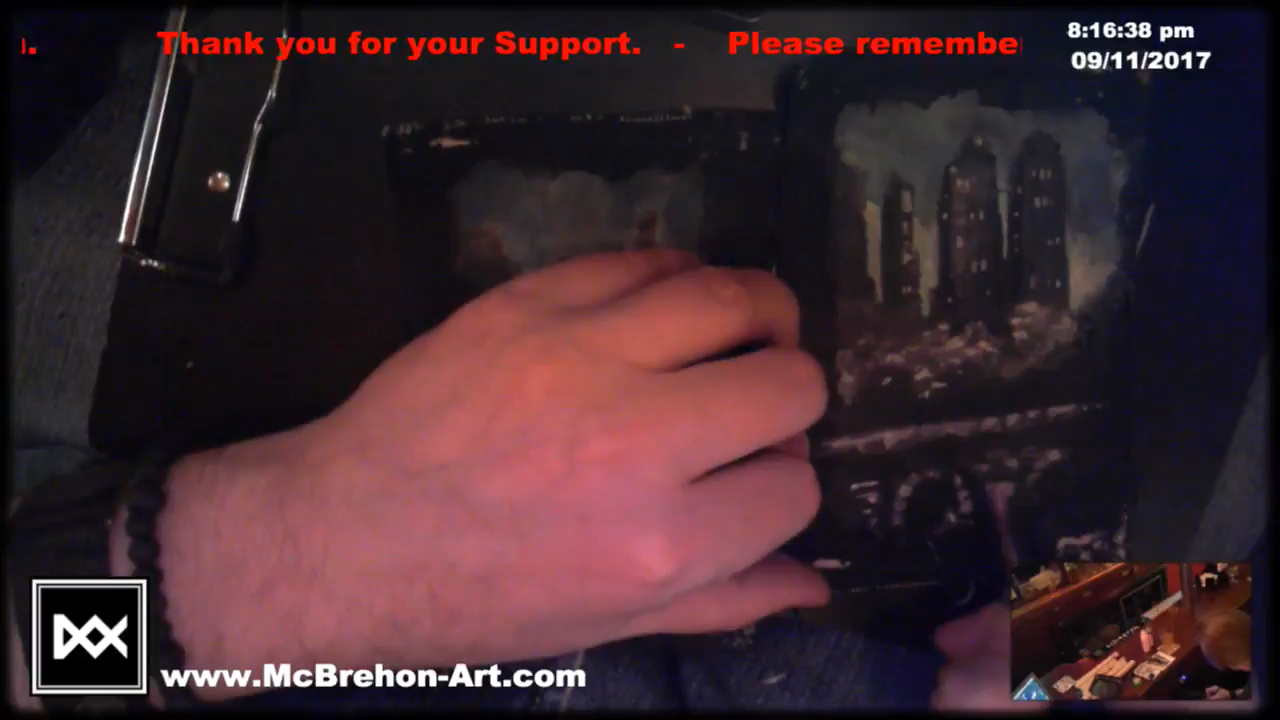 . Thank you for your Support. - Please remembe
8:16:38 pm
09/11/2017
www.McBrehon-Art.com